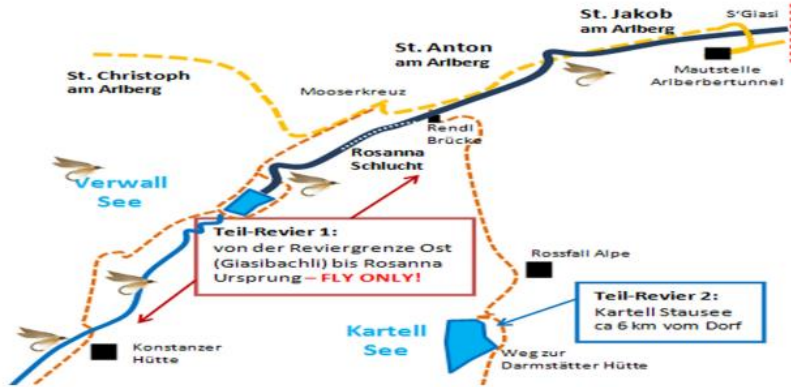 St. Jakob
am Arlberg
S'Giasi
St. Anton
am Arlberg
Mautstelle
Arlberbertunnel
St. Christoph
am Arlberg
Mooserkreuz
Rendl
Brücke
Rosanna
Schlucht
Verwall
See
Teil-Revier 1:
von der Reviergrenze Ost
(Giasibachli) bis Rosanna
Ursprung – FLY ONLY!
Rossfall Alpe
Teil-Revier 2:
Kartell Stausee
ca 6 km vom Dorf
Kartell
See
Konstanzer
Hütte
Weg zur
Darmstätter Hütte